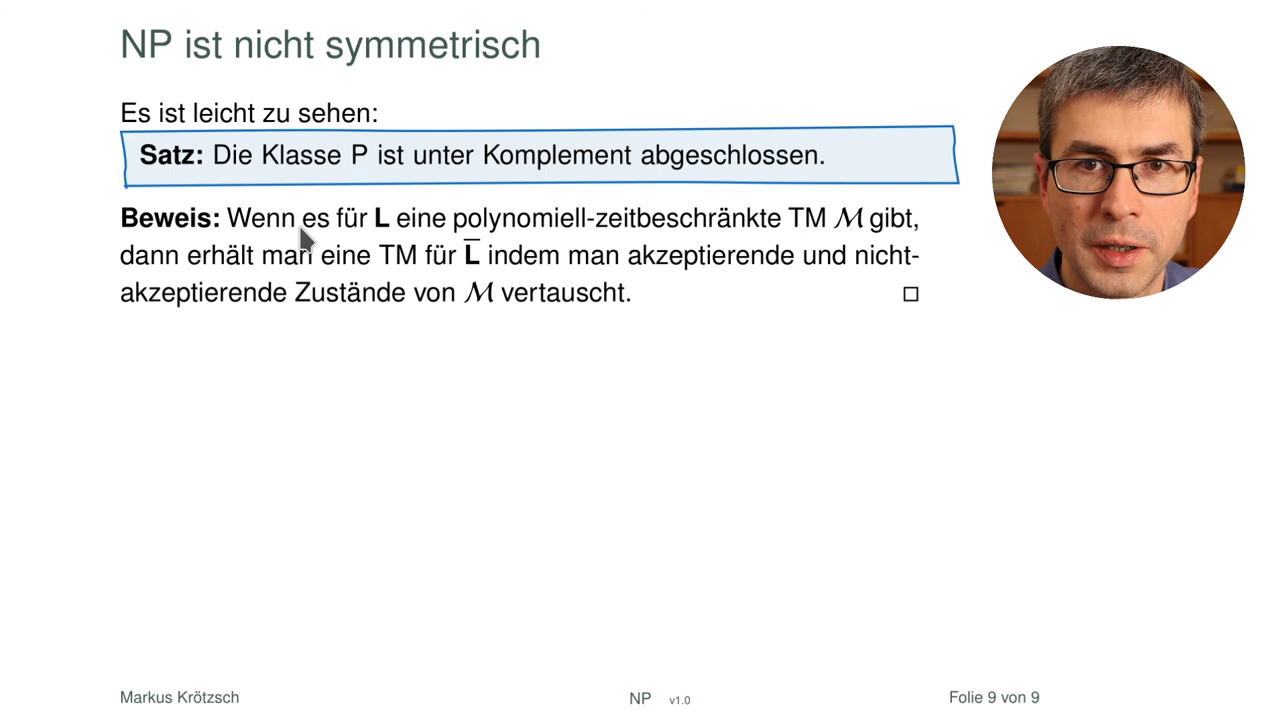 NP ist nicht symmetrisch
Es ist leicht zu sehen:
Satz: Die Klasse P ist unter Komplement abgeschlossen.
Beweis: Wenn es für L eine polynomiell-zeitbeschränkte TM ℳ gibt,
dann erhält man eine TM für L̅ indem man akzeptierende und nicht-
akzeptierende Zustände von ℳ vertauscht. □
Markus Krötzsch NP v1.0 Folie 9 von 9